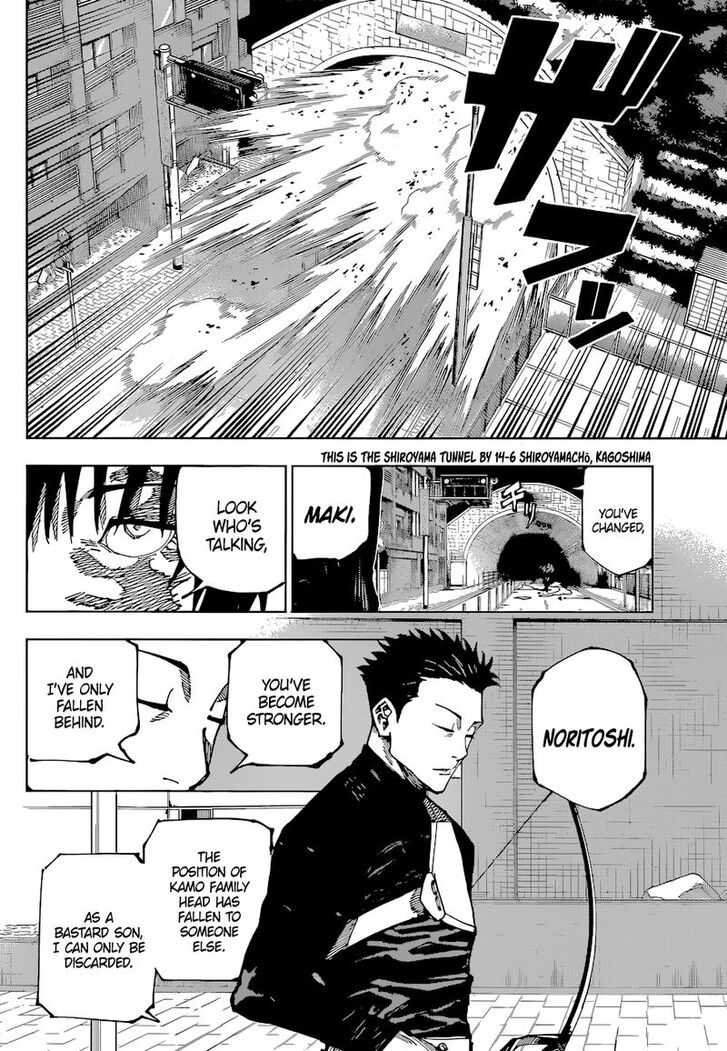 ザ
フ
ッ
THIS IS THE SHIROYAMA TUNNEL BY 14-6 SHIROYAMACHō, KAGOSHIMA
YOU'VE
CHANGED,
MAKI.
LOOK
WHO'S
TALKING,
NORITOSHI.
YOU'VE
BECOME
STRONGER.
AND
I'VE ONLY
FALLEN
BEHIND.
THE
POSITION OF
KAMO FAMILY
HEAD HAS
FALLEN TO
SOMEONE
ELSE.
AS A
BASTARD SON,
I CAN ONLY BE
DISCARDED.